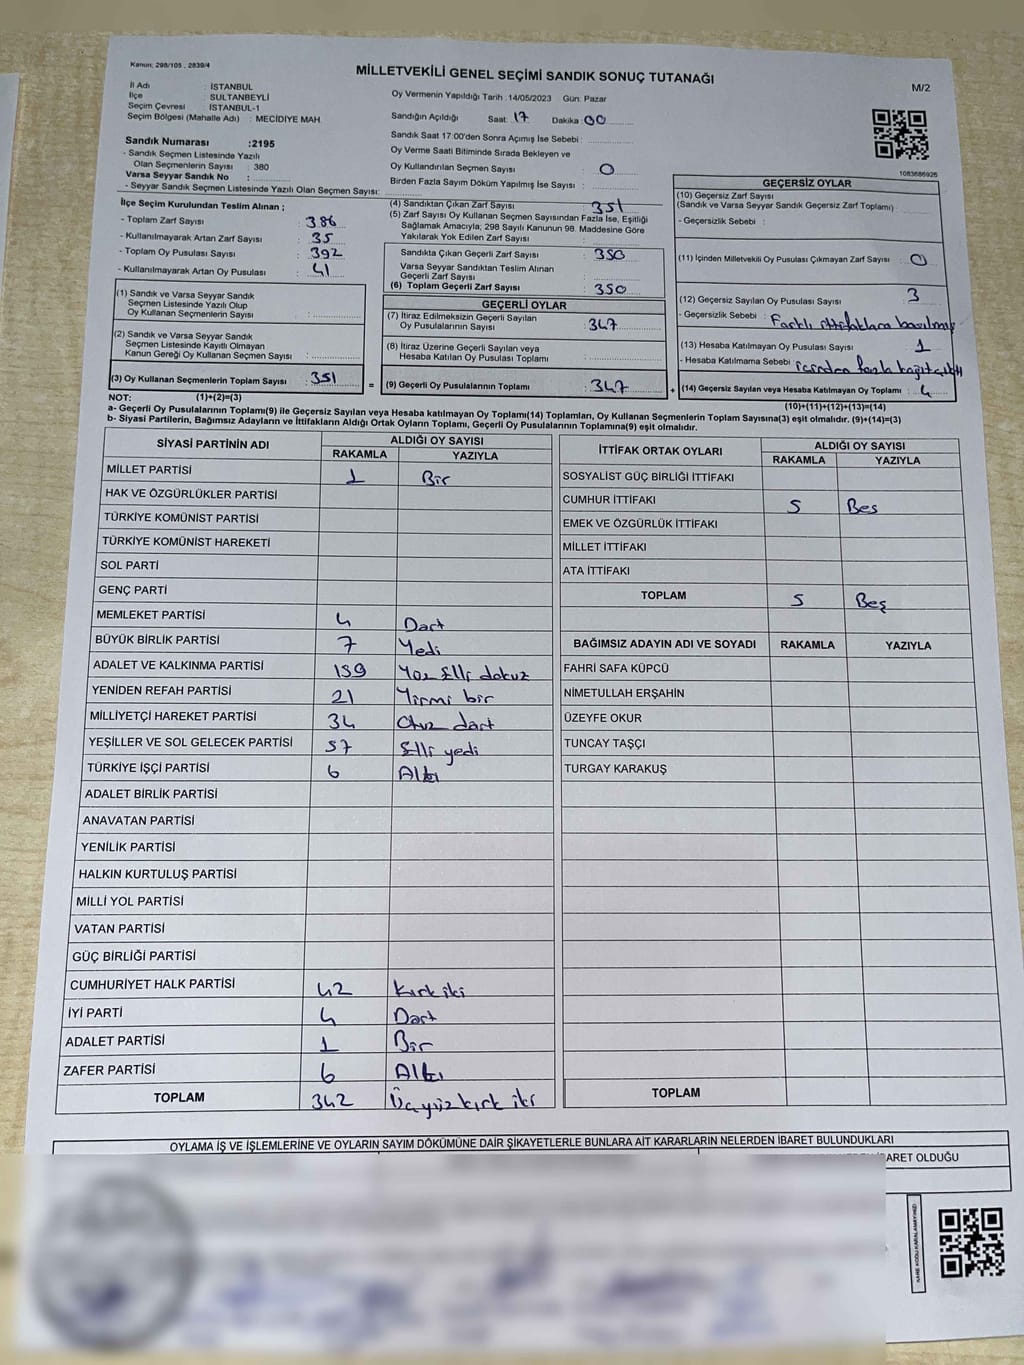 Kanun: 298/105 , 2839/4
MİLLETVEKİLİ GENEL SEÇİMİ SANDIK SONUÇ TUTANAĞI
M/2
İl Adı : İSTANBUL
İlçe : SULTANBEYLİ
Seçim Çevresi : İSTANBUL-1
Seçim Bölgesi (Mahalle Adı) : MECİDİYE MAH
Oy Vermenin Yapıldığı Tarih : 14/05/2023 Gün: Pazar
Sandığın Açıldığı Saat: 17 Dakika 00
Sandık Saat 17:00'den Sonra Açımış İse Sebebi :
Oy Verme Saati Bitiminde Sırada Bekleyen ve
Oy Kullandırılan Seçmen Sayısı : 0
Birden Fazla Sayım Döküm Yapılmış İse Sayısı :
Sandık Numarası :2195
- Sandık Seçmen Listesinde Yazılı
Olan Seçmenlerin Sayısı : 380
Varsa Seyyar Sandık No :
- Seyyar Sandık Seçmen Listesinde Yazılı Olan Seçmen Sayısı:
1083686926
İlçe Seçim Kurulundan Teslim Alınan ;
- Toplam Zarf Sayısı : 386
- Kullanılmayarak Artan Zarf Sayısı : 35
- Toplam Oy Pusulası Sayısı : 392
- Kullanılmayarak Artan Oy Pusulası : 41
(1) Sandık ve Varsa Seyyar Sandık
Seçmen Listesinde Yazılı Olup
Oy Kullanan Seçmenlerin Sayısı :
(2) Sandık ve Varsa Seyyar Sandık
Seçmen Listesinde Kayıtlı Olmayan
Kanun Gereği Oy Kullanan Seçmen Sayısı :
(3) Oy Kullanan Seçmenlerin Toplam Sayısı : 351
(4) Sandıktan Çıkan Zarf Sayısı : 351
(5) Zarf Sayısı Oy Kullanan Seçmen Sayısından Fazla İse, Eşitliği
Sağlamak Amacıyla; 298 Sayılı Kanunun 98. Maddesine Göre
Yakılarak Yok Edilen Zarf Sayısı :
Sandıkta Çıkan Geçerli Zarf Sayısı : 350
Varsa Seyyar Sandıktan Teslim Alınan
Geçerli Zarf Sayısı :
(6) Toplam Geçerli Zarf Sayısı : 350
GEÇERLİ OYLAR
(7) İtiraz Edilmeksizin Geçerli Sayılan
Oy Pusulalarının Sayısı : 347
(8) İtiraz Üzerine Geçerli Sayılan veya
Hesaba Katılan Oy Pusulası Toplamı :
= (9) Geçerli Oy Pusulalarının Toplamı : 347
GEÇERSİZ OYLAR
(10) Geçersiz Zarf Sayısı
(Sandık ve Varsa Seyyar Sandık Geçersiz Zarf Toplamı) :
- Geçersizlik Sebebi :
(11) İçinden Milletvekili Oy Pusulası Çıkmayan Zarf Sayısı : 0
(12) Geçersiz Sayılan Oy Pusulası Sayısı : 3
- Geçersizlik Sebebi : Farklı ittifaklara basılmış
(13) Hesaba Katılmayan Oy Pusulası Sayısı : 1
- Hesaba Katılmama Sebebi : içinden fazla kağıt çıktı
+ (14) Geçersiz Sayılan veya Hesaba Katılmayan Oy Toplamı : 4
NOT: (1)+(2)=(3) (10)+(11)+(12)+(13)=(14)
a- Geçerli Oy Pusulalarının Toplamı(9) ile Geçersiz Sayılan veya Hesaba katılmayan Oy Toplamı(14) Toplamları, Oy Kullanan Seçmenlerin Toplam Sayısına(3) eşit olmalıdır. (9)+(14)=(3)
b- Siyasi Partilerin, Bağımsız Adayların ve İttifakların Aldığı Ortak Oyların Toplamı, Geçerli Oy Pusulalarının Toplamına(9) eşit olmalıdır.
SİYASİ PARTİNİN ADI ALDIĞI OY SAYISI
RAKAMLA YAZIYLA
MİLLET PARTİSİ 1 Bir
HAK VE ÖZGÜRLÜKLER PARTİSİ
TÜRKİYE KOMÜNİST PARTİSİ
TÜRKİYE KOMÜNİST HAREKETİ
SOL PARTİ
GENÇ PARTİ
MEMLEKET PARTİSİ 4 Dört
BÜYÜK BİRLİK PARTİSİ 7 Yedi
ADALET VE KALKINMA PARTİSİ 159 Yüz Elli dokuz
YENİDEN REFAH PARTİSİ 21 Yirmi bir
MİLLİYETÇİ HAREKET PARTİSİ 34 Otuz dört
YEŞİLLER VE SOL GELECEK PARTİSİ 57 Elli yedi
TÜRKİYE İŞÇİ PARTİSİ 6 Altı
ADALET BİRLİK PARTİSİ
ANAVATAN PARTİSİ
YENİLİK PARTİSİ
HALKIN KURTULUŞ PARTİSİ
MİLLİ YOL PARTİSİ
VATAN PARTİSİ
GÜÇ BİRLİĞİ PARTİSİ
CUMHURİYET HALK PARTİSİ 42 Kırk iki
İYİ PARTİ 4 Dört
ADALET PARTİSİ 1 Bir
ZAFER PARTİSİ 6 Altı
TOPLAM 342 Üçyüz kırk iki
İTTİFAK ORTAK OYLARI ALDIĞI OY SAYISI
RAKAMLA YAZIYLA
SOSYALİST GÜÇ BİRLİĞİ İTTİFAKI
CUMHUR İTTİFAKI 5 Beş
EMEK VE ÖZGÜRLÜK İTTİFAKI
MİLLET İTTİFAKI
ATA İTTİFAKI
TOPLAM 5 Beş
BAĞIMSIZ ADAYIN ADI VE SOYADI RAKAMLA YAZIYLA
FAHRİ SAFA KÜPCÜ
NİMETULLAH ERŞAHİN
ÜZEYFE OKUR
TUNCAY TAŞÇI
TURGAY KARAKUŞ
TOPLAM
OYLAMA İŞ VE İŞLEMLERİNE VE OYLARIN SAYIM DÖKÜMÜNE DAİR ŞİKAYETLERLE BUNLARA AİT KARARLARIN NELERDEN İBARET BULUNDUKLARI
BARET OLDUĞU
KARE KODU KARALAMAYINIZ!